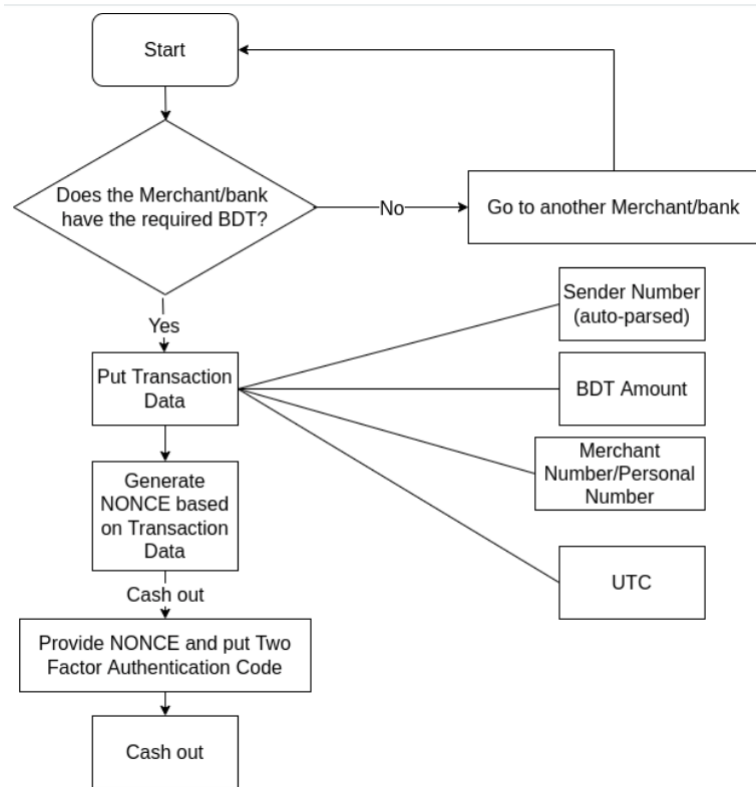 Start
Does the Merchant/bank
have the required BDT?
No
Go to another Merchant/bank
Yes
Sender Number
(auto-parsed)
Put Transaction
Data
BDT Amount
Merchant
Number/Personal
Number
Generate
NONCE based
on Transaction
Data
UTC
Cash out
Provide NONCE and put Two
Factor Authentication Code
Cash out